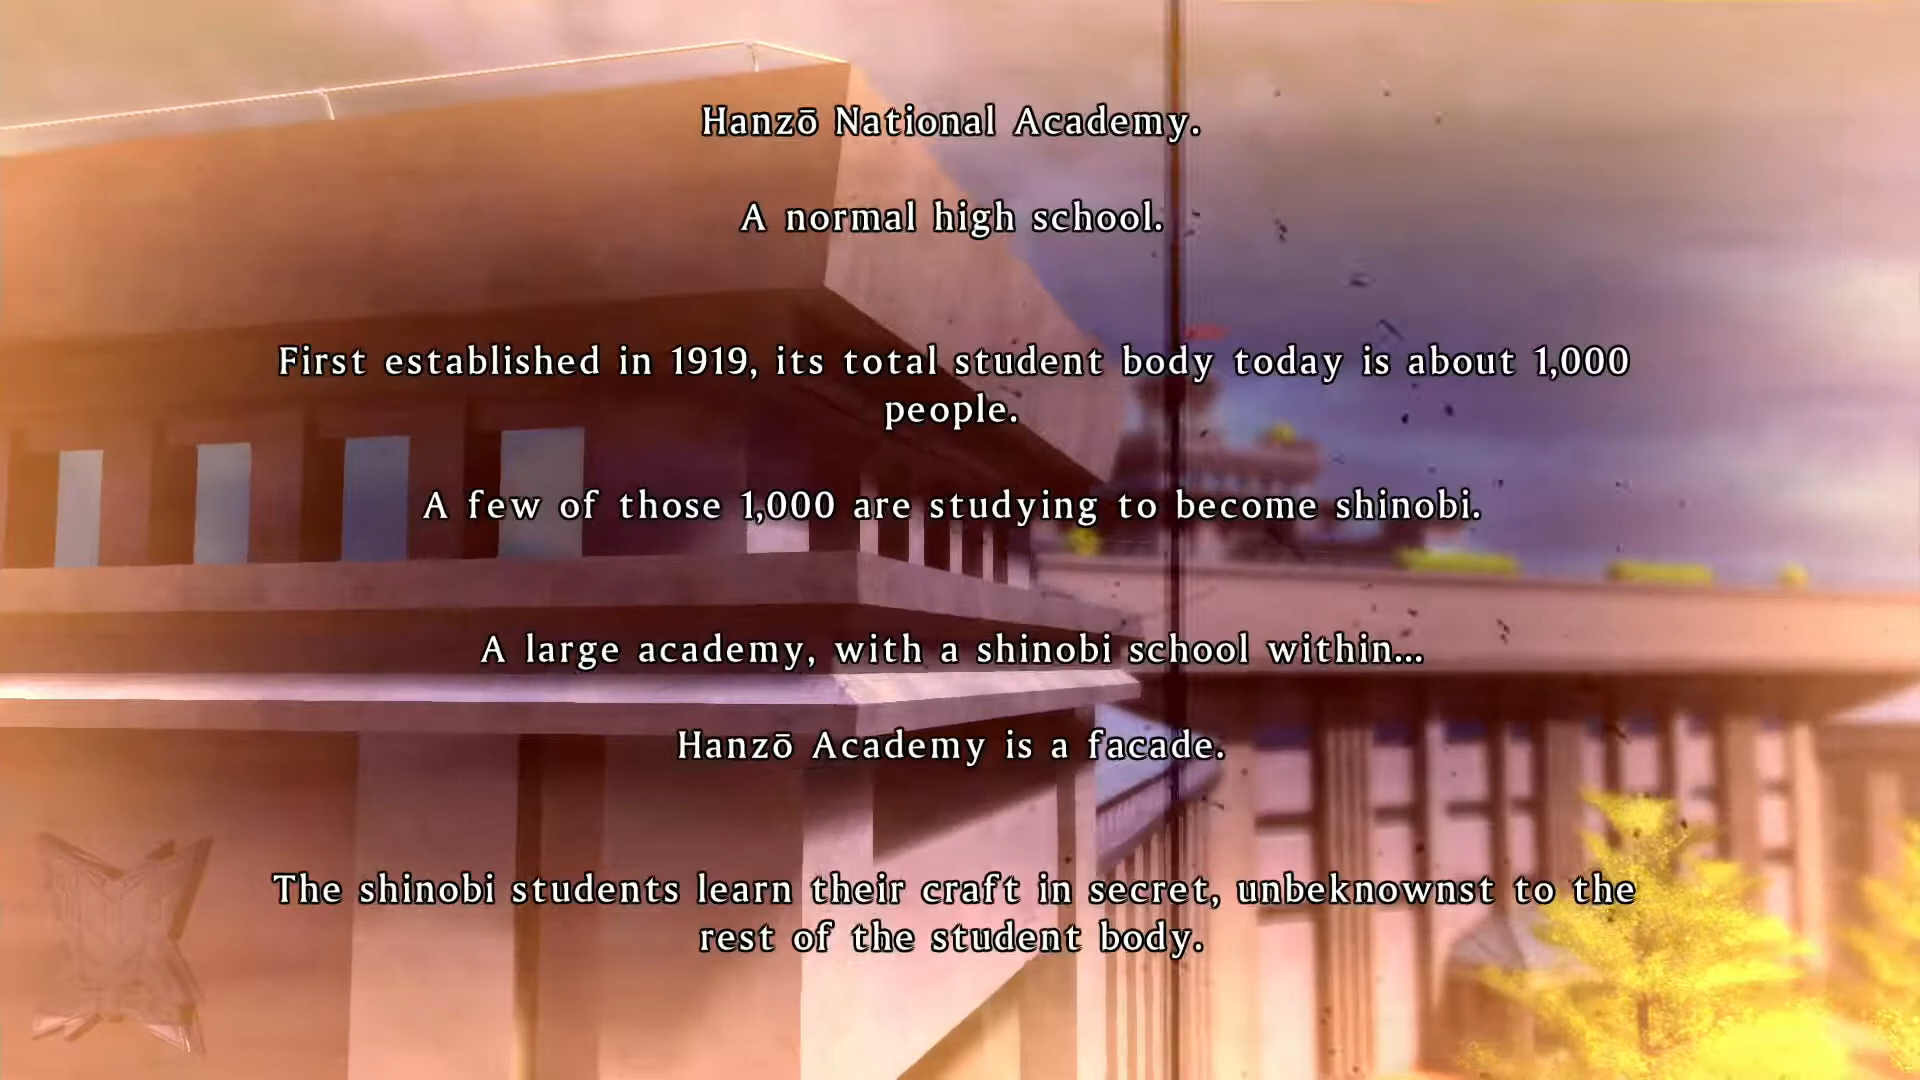 Hanzō National Academy.
A normal high school.
First established in 1919, its total student body today is about 1,000
people.
A few of those 1,000 are studying to become shinobi.
A large academy, with a shinobi school within...
Hanzō Academy is a facade.
The shinobi students learn their craft in secret, unbeknownst to the
rest of the student body.